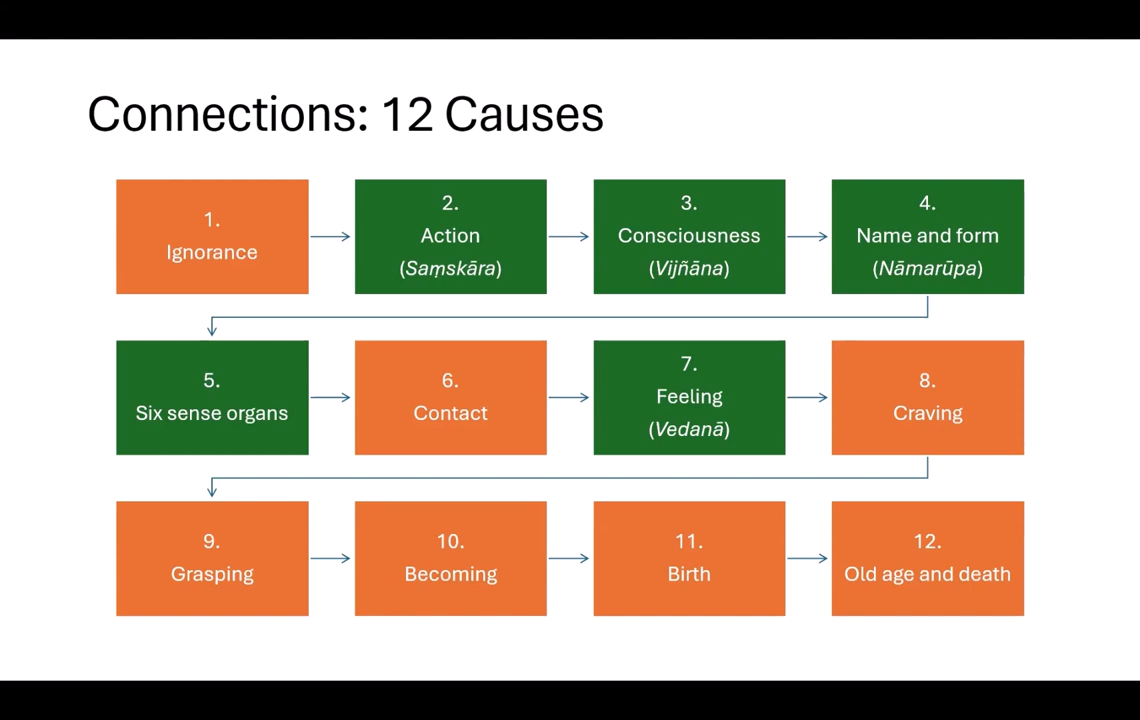 Connections: 12 Causes
1.
Ignorance
2.
Action
(Saṃskāra)
3.
Consciousness
(Vijñāna)
4.
Name and form
(Nāmarūpa)
5.
Six sense organs
6.
Contact
7.
Feeling
(Vedanā)
8.
Craving
9.
Grasping
10.
Becoming
11.
Birth
12.
Old age and death